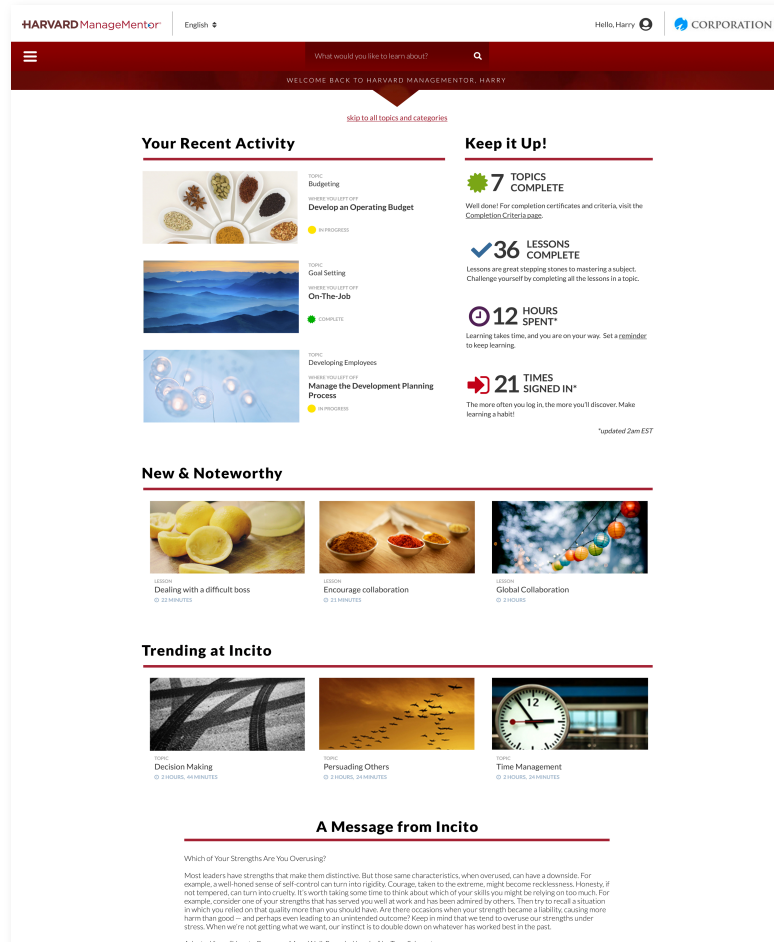 HARVARD ManageMentor
English
Hello, Harry
CORPORATION
What would you like to learn about?
WELCOME BACK TO HARVARD MANAGEMENTOR, HARRY
skip to all topics and categories
Your Recent Activity
TOPIC
Budgeting
WHERE YOU LEFT OFF
Develop an Operating Budget
IN PROGRESS
TOPIC
Goal Setting
WHERE YOU LEFT OFF
On-The-Job
COMPLETE
TOPIC
Developing Employees
WHERE YOU LEFT OFF
Manage the Development Planning
Process
IN PROGRESS
Keep it Up!
7 TOPICS
COMPLETE
Well done! For completion certificates and criteria, visit the
Completion Criteria page.
36 LESSONS
COMPLETE
Lessons are great stepping stones to mastering a subject.
Challenge yourself by completing all the lessons in a topic.
12 HOURS
SPENT*
Learning takes time, and you are on your way. Set a reminder
to keep learning.
21 TIMES
SIGNED IN*
The more often you log in, the more you'll discover. Make
learning a habit!
*updated 2am EST
New & Noteworthy
LESSON
Dealing with a difficult boss
22 MINUTES
LESSON
Encourage collaboration
21 MINUTES
LESSON
Global Collaboration
2 HOURS
Trending at Incito
TOPIC
Decision Making
2 HOURS, 44 MINUTES
TOPIC
Persuading Others
2 HOURS, 24 MINUTES
12
TOPIC
Time Management
2 HOURS, 24 MINUTES
A Message from Incito
Which of Your Strengths Are You Overusing?
Most leaders have strengths that make them distinctive. But those same characteristics, when overused, can have a downside. For
example, a well-honed sense of self-control can turn into rigidity. Courage, taken to the extreme, might become recklessness. Honesty, if
not tempered, can turn into cruelty. It's worth taking some time to think about which of your skills you might be relying on too much. For
example, consider one of your strengths that has served you well at work and has been admired by others. Then try to recall a situation
in which you relied on that quality more than you should have. Are there occasions when your strength became a liability, causing more
harm than good — and perhaps even leading to an unintended outcome? Keep in mind that we tend to overuse our strengths under
stress. When we're not getting what we want, our instinct is to double down on whatever has worked best in the past.